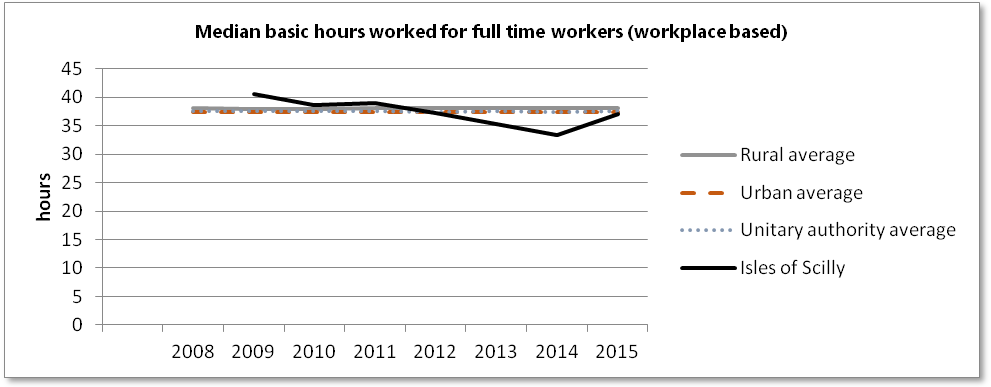 Median basic hours worked for full time workers (workplace based)
45
40
35
30
25
20
15
10
5
0
hours
2008 2009 2010 2011 2012 2013 2014 2015
Rural average
Urban average
Unitary authority average
Isles of Scilly